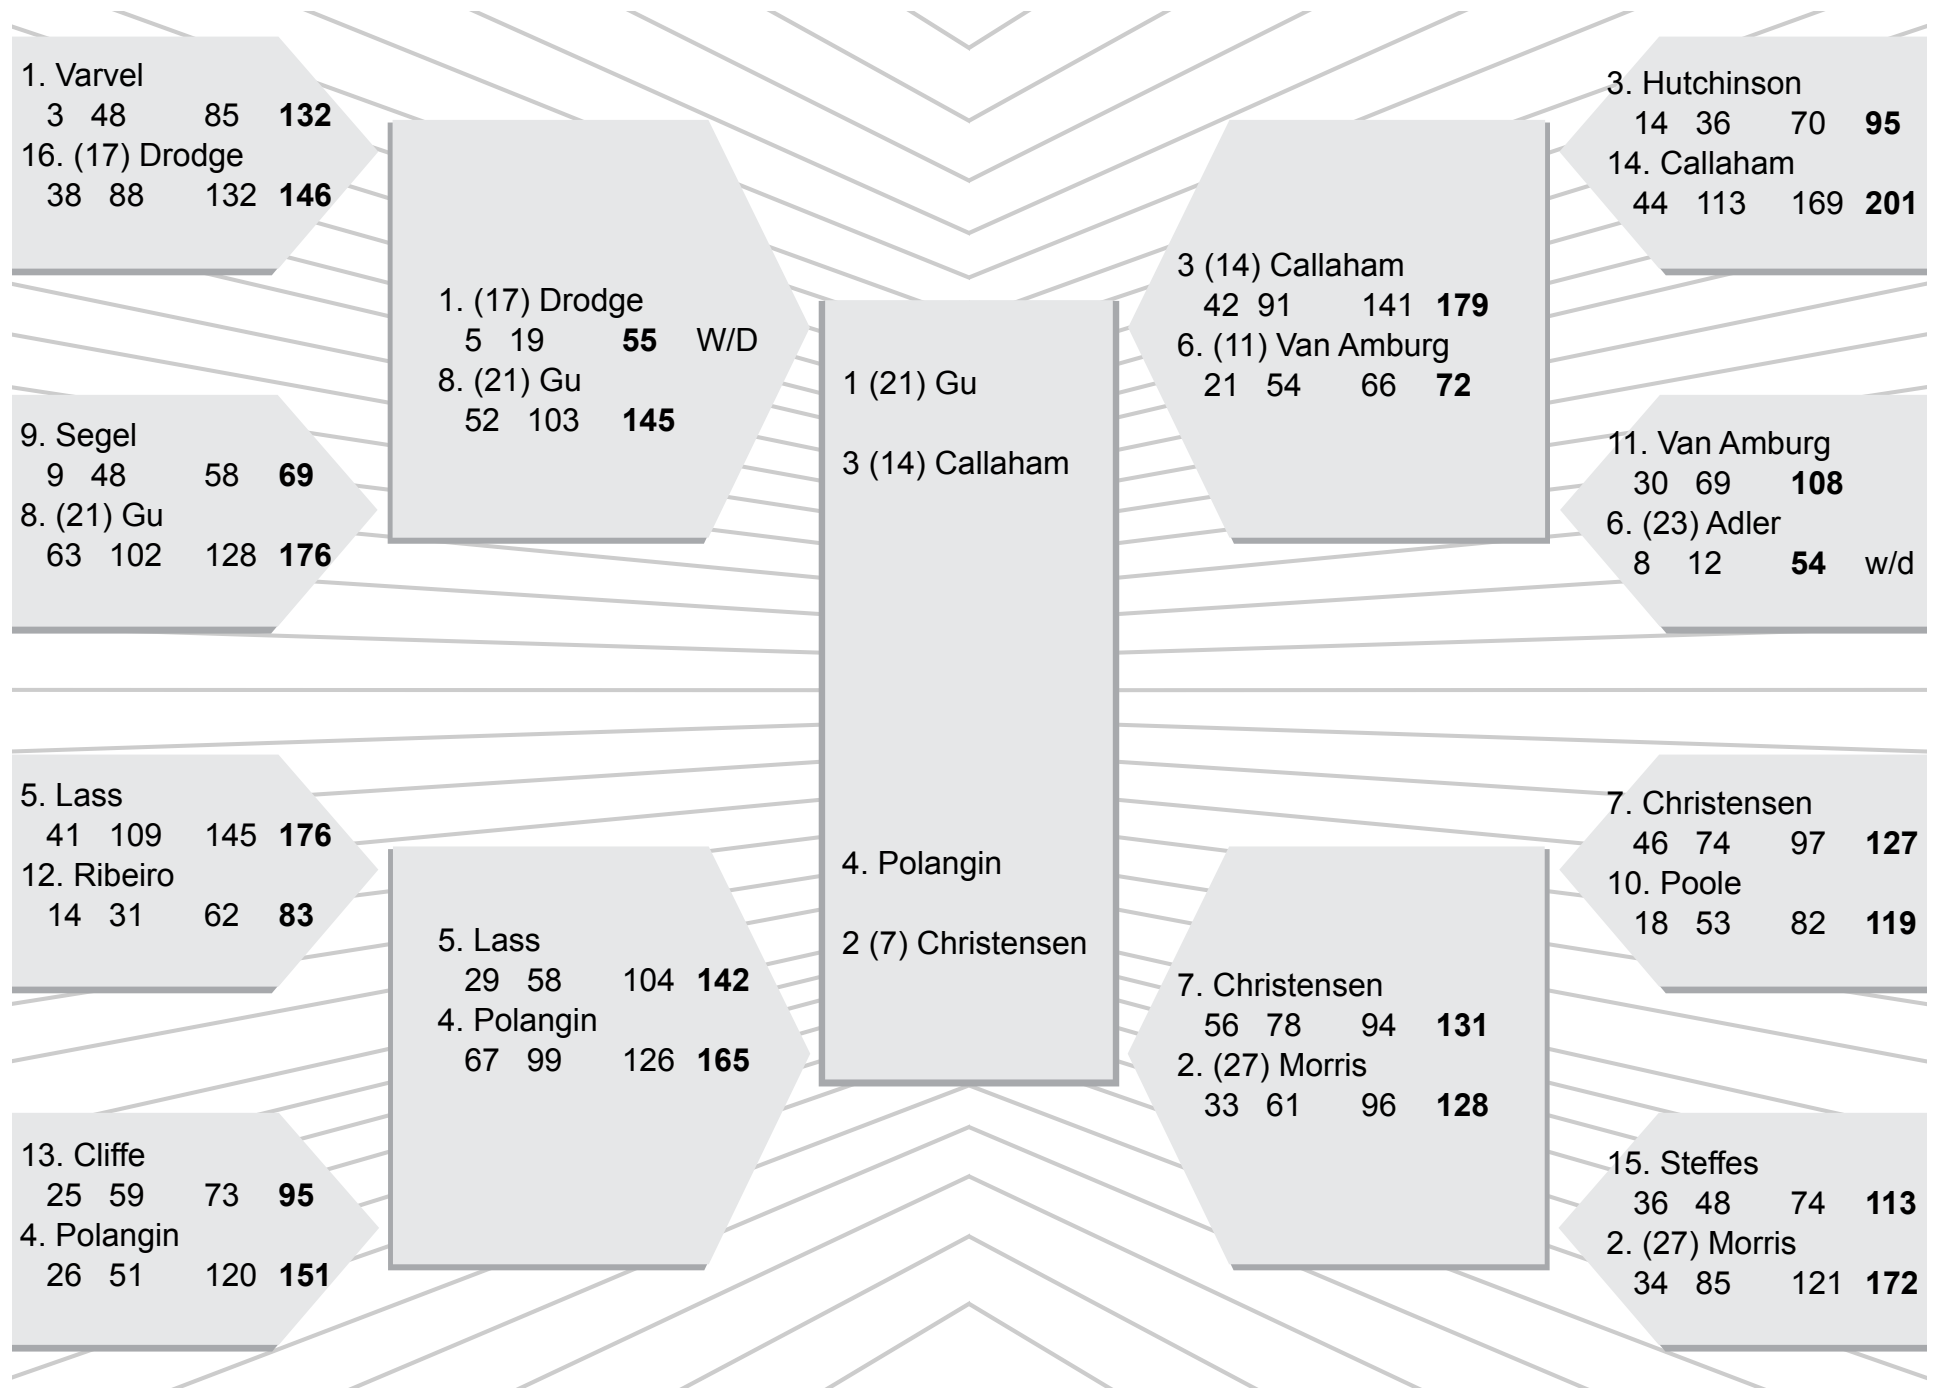 1. Varvel
3 48 85 132
16. (17) Drodge
38 88 132 146
9. Segel
9 48 58 69
8. (21) Gu
63 102 128 176
5. Lass
41 109 145 176
12. Ribeiro
14 31 62 83
13. Cliffe
25 59 73 95
4. Polangin
26 51 120 151
1. (17) Drodge
5 19 55 W/D
8. (21) Gu
52 103 145
5. Lass
29 58 104 142
4. Polangin
67 99 126 165
1 (21) Gu
3 (14) Callaham
4. Polangin
2 (7) Christensen
3 (14) Callaham
42 91 141 179
6. (11) Van Amburg
21 54 66 72
7. Christensen
56 78 94 131
2. (27) Morris
33 61 96 128
3. Hutchinson
14 36 70 95
14. Callaham
44 113 169 201
11. Van Amburg
30 69 108
6. (23) Adler
8 12 54 w/d
7. Christensen
46 74 97 127
10. Poole
18 53 82 119
15. Steffes
36 48 74 113
2. (27) Morris
34 85 121 172